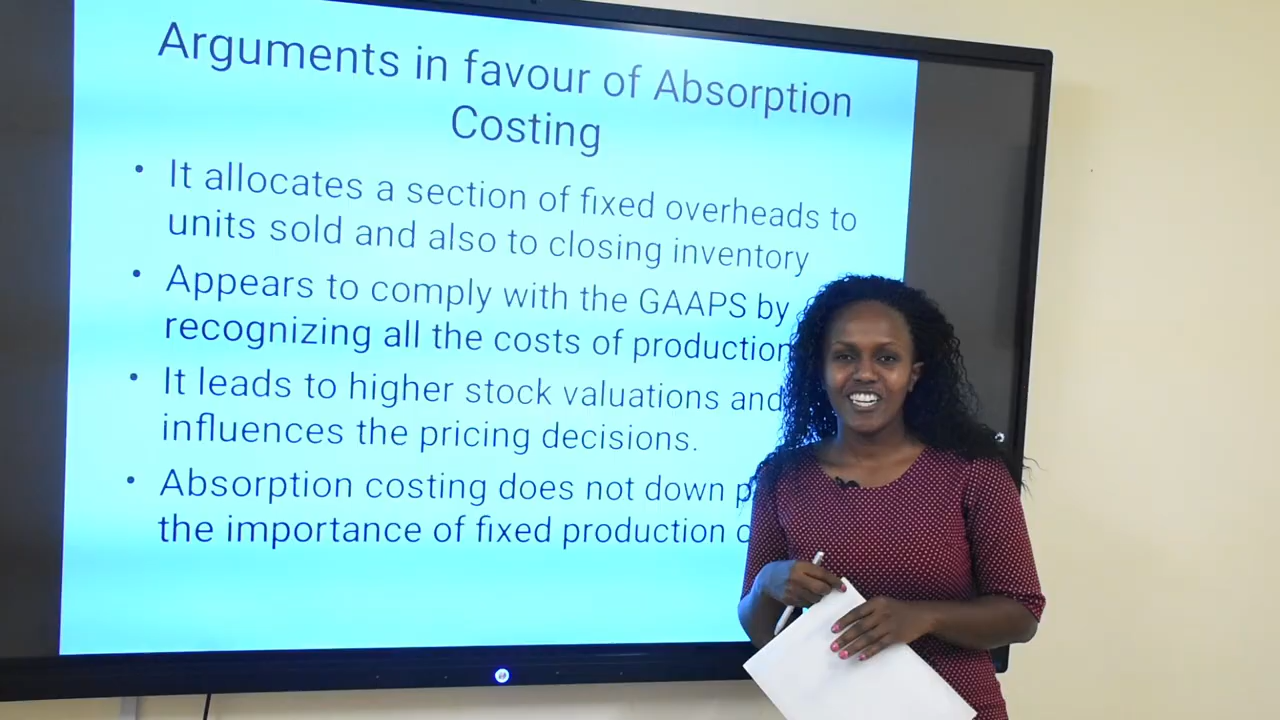 Arguments in favour of Absorption
Costing
• It allocates a section of fixed overheads to
units sold and also to closing inventory
• Appears to comply with the GAAPS by
recognizing all the costs of production
• It leads to higher stock valuations and
influences the pricing decisions.
• Absorption costing does not down
the importance of fixed production